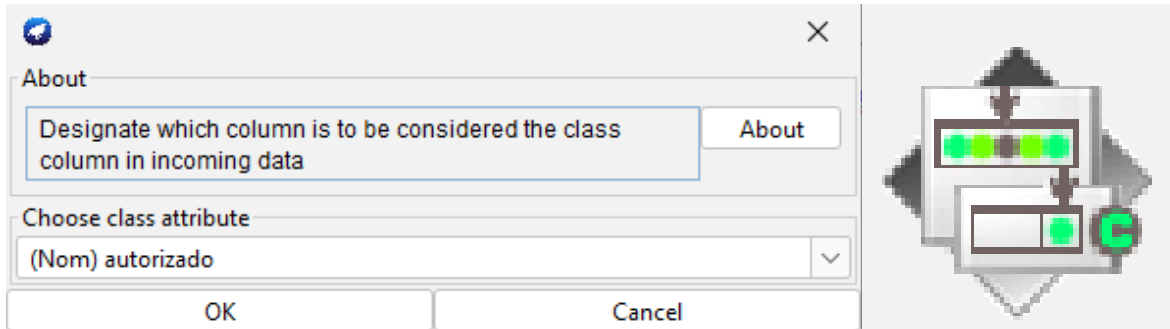 About
Designate which column is to be considered the class
column in incoming data
About
Choose class attribute
(Nom) autorizado
OK
Cancel
C